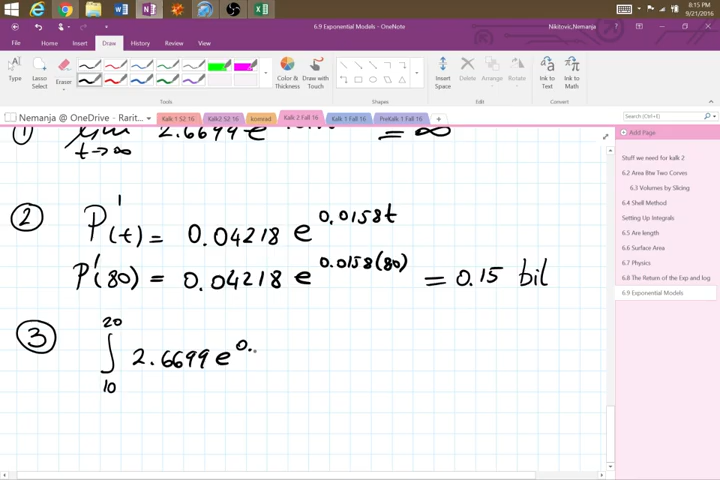 8:15 PM
9/21/2016
6.9 Exponential Models - OneNote
Nikitovic, Nemanja
File Home Insert Draw History Review View
Type Lasso Select Eraser
Color & Thickness Draw with Touch
Insert Space Delete Arrange Rotate
Ink to Text Ink to Math
Tools Shapes Edit Convert
Nemanja @ OneDrive - Rarit... Kalk 1 S2 16 Kalk2 S2 16 komrad Kalk 2 Fall 16 Kalk 1 Fall 16 PreKalk 1 Fall 16 +
Search (Ctrl+E)
Add Page
Stuff we need for kalk 2
6.2 Area Btw Two Curves
6.3 Volumes by Slicing
6.4 Shell Method
Setting Up Integrals
6.5 Arc length
6.6 Surface Area
6.7 Physics
6.8 The Return of the Exp and log
6.9 Exponential Models
① lim t→∞ 2.6699 e = ∞
② P'(t) = 0.04218 e^0.0158t
P'(80) = 0.04218 e^0.0158(80) = 0.15 bil
③ ∫ 10 20 2.6699 e^0.